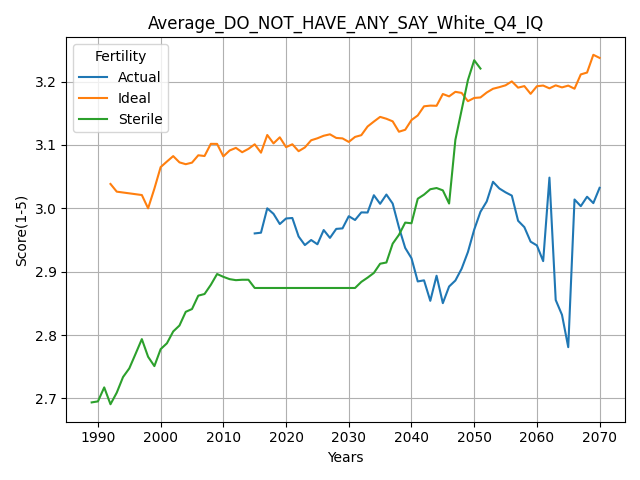 Average_DO_NOT_HAVE_ANY_SAY_White_Q4_IQ
Fertility
Actual
Ideal
Sterile
Score(1-5)
3.2
3.1
3.0
2.9
2.8
2.7
1990 2000 2010 2020 2030 2040 2050 2060 2070
Years